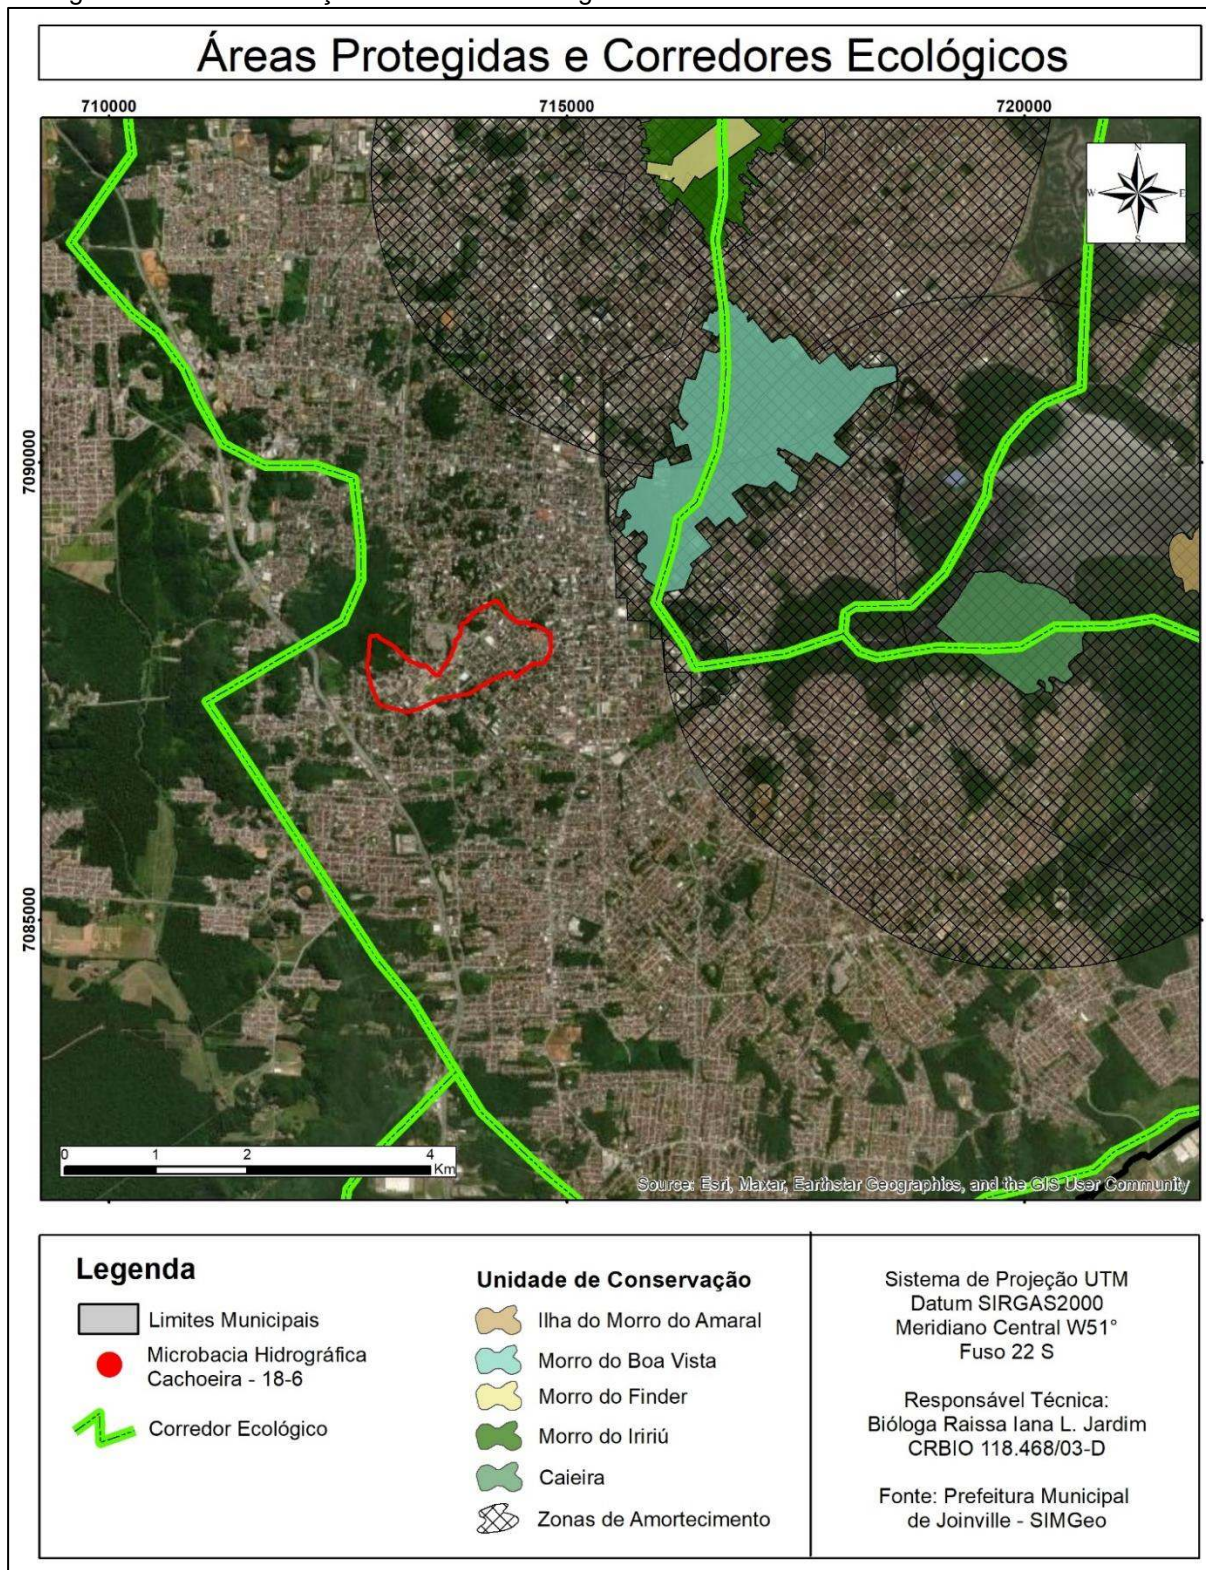 Áreas Protegidas e Corredores Ecológicos
710000
715000
720000
N
W
E
S
7090000
7085000
0
1
2
4
Km
Source: Esri, Maxar, Earthstar Geographics, and the GIS User Community
Legenda
Limites Municipais
Microbacia Hidrográfica
Cachoeira - 18-6
Corredor Ecológico
Unidade de Conservação
Ilha do Morro do Amaral
Morro do Boa Vista
Morro do Finder
Morro do Iririú
Caieira
Zonas de Amortecimento
Sistema de Projeção UTM
Datum SIRGAS2000
Meridiano Central W51°
Fuso 22 S
Responsável Técnica:
Bióloga Raissa Iana L. Jardim
CRBIO 118.468/03-D
Fonte: Prefeitura Municipal
de Joinville - SIMGeo